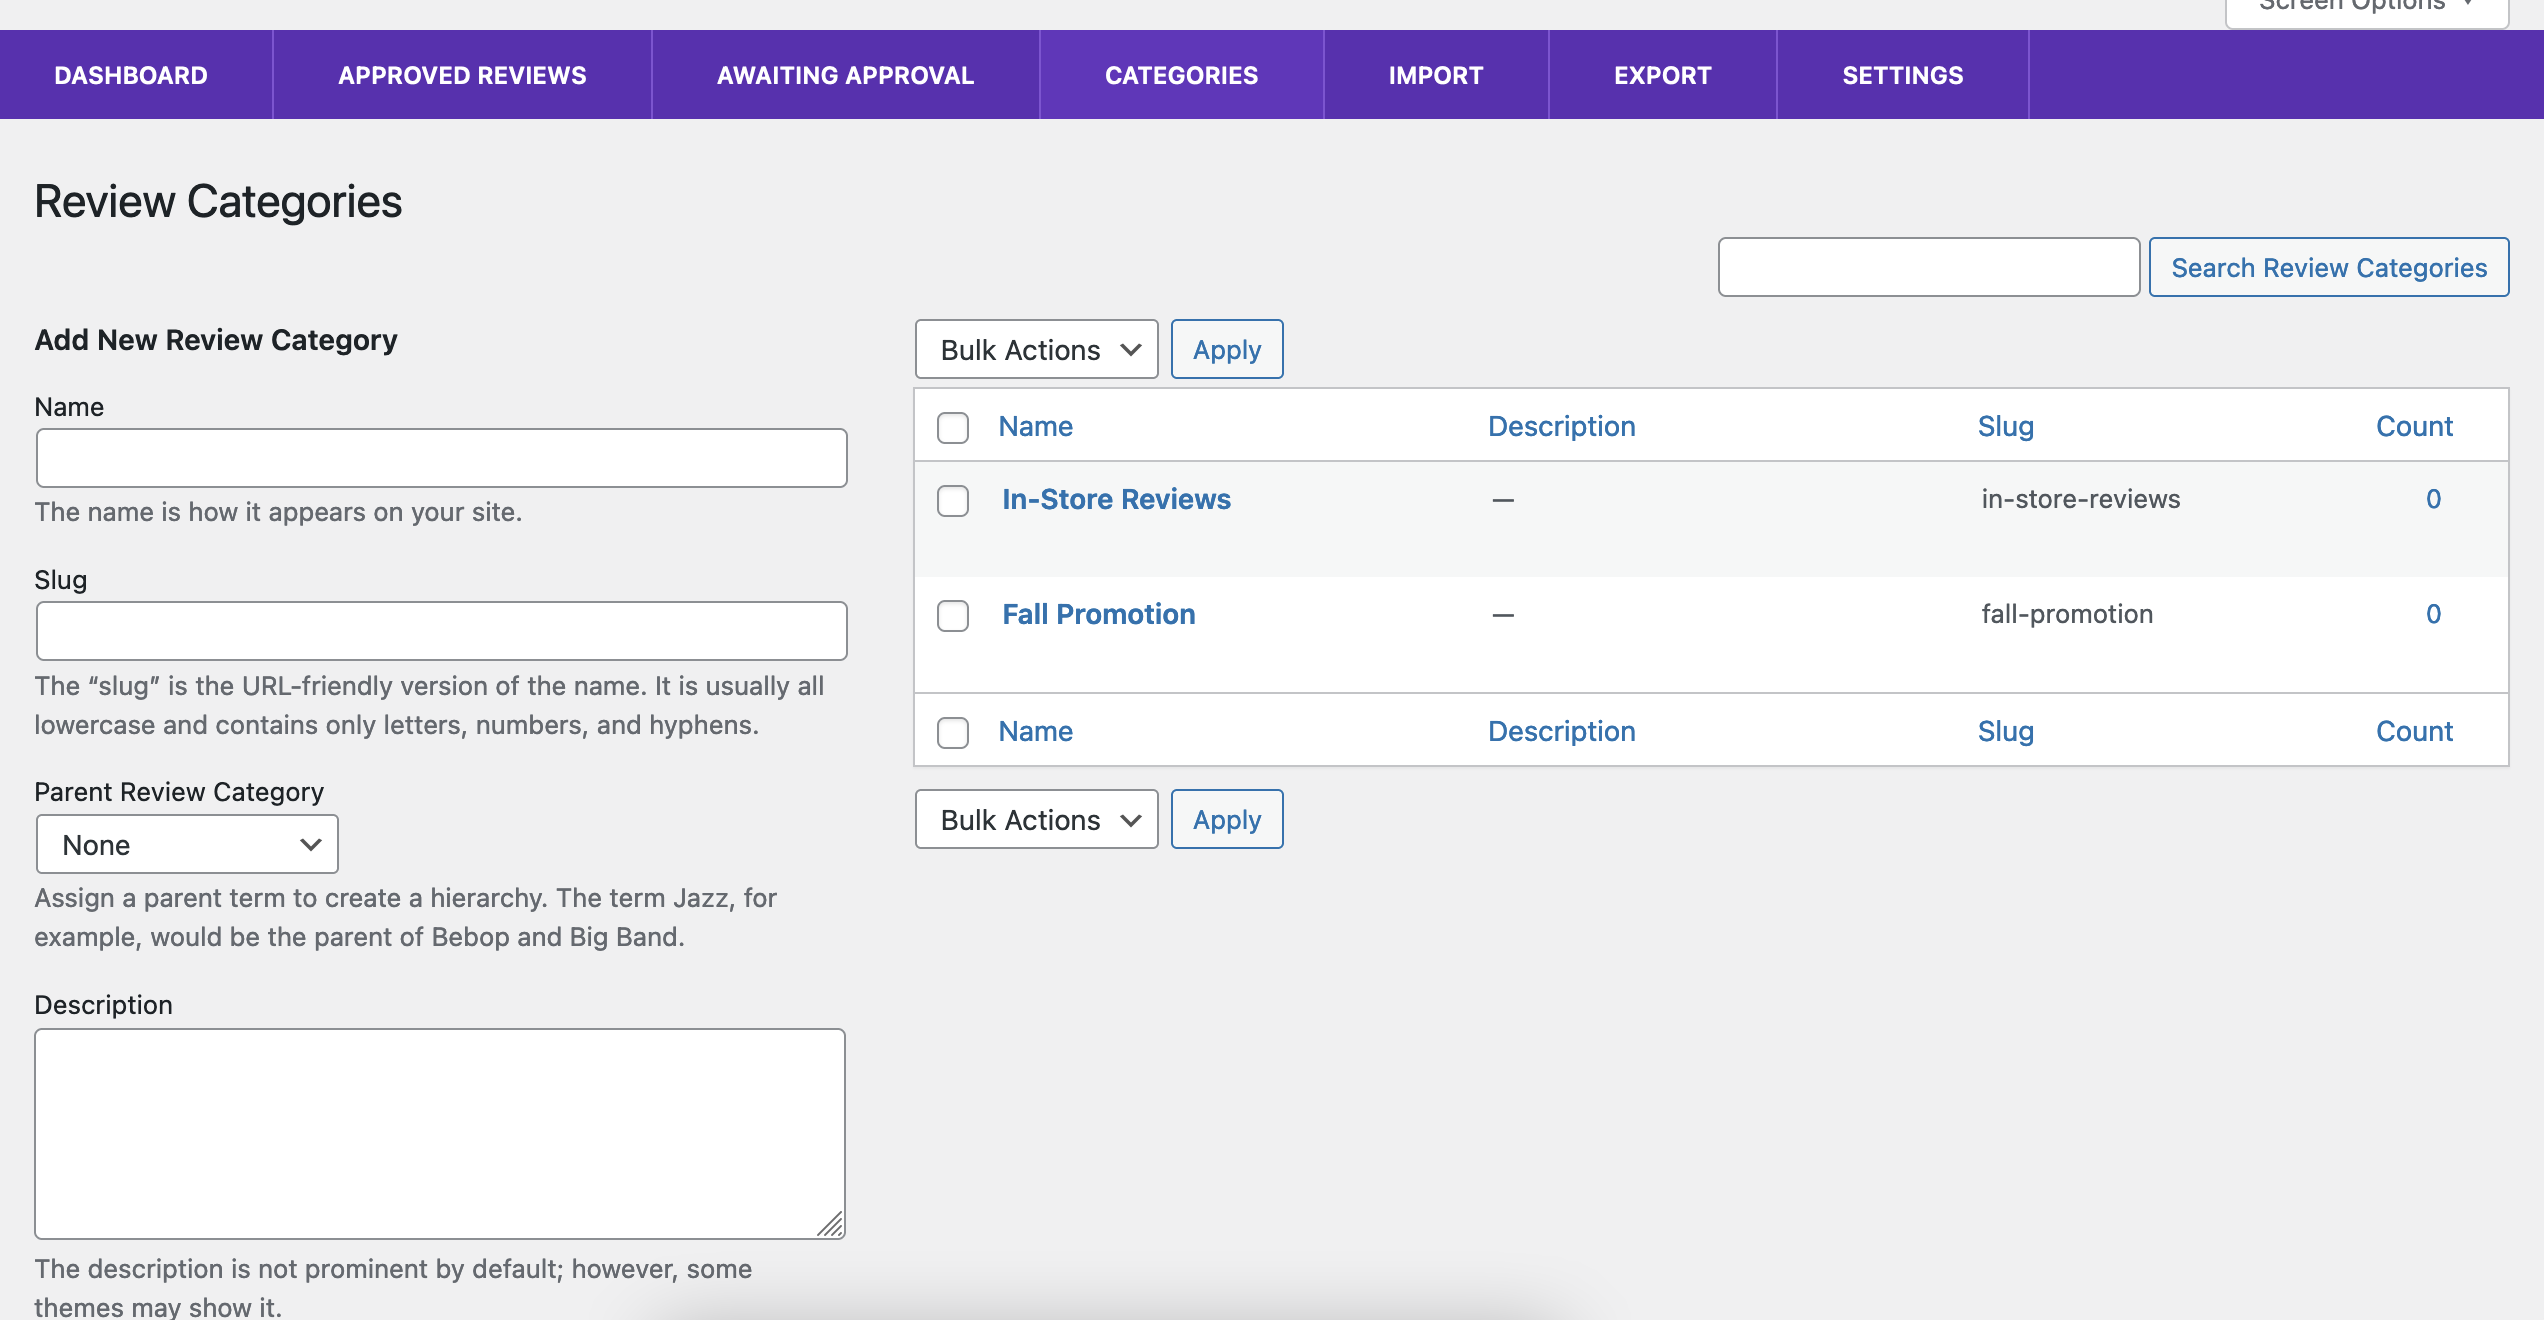 Screen Options
DASHBOARD APPROVED REVIEWS AWAITING APPROVAL CATEGORIES IMPORT EXPORT SETTINGS
Review Categories
Search Review Categories
Add New Review Category
Name
The name is how it appears on your site.
Slug
The “slug” is the URL-friendly version of the name. It is usually all
lowercase and contains only letters, numbers, and hyphens.
Parent Review Category
None
Assign a parent term to create a hierarchy. The term Jazz, for
example, would be the parent of Bebop and Big Band.
Description
The description is not prominent by default; however, some
themes may show it.
Bulk Actions Apply
Name Description Slug Count
In-Store Reviews — in-store-reviews 0
Fall Promotion — fall-promotion 0
Name Description Slug Count
Bulk Actions Apply